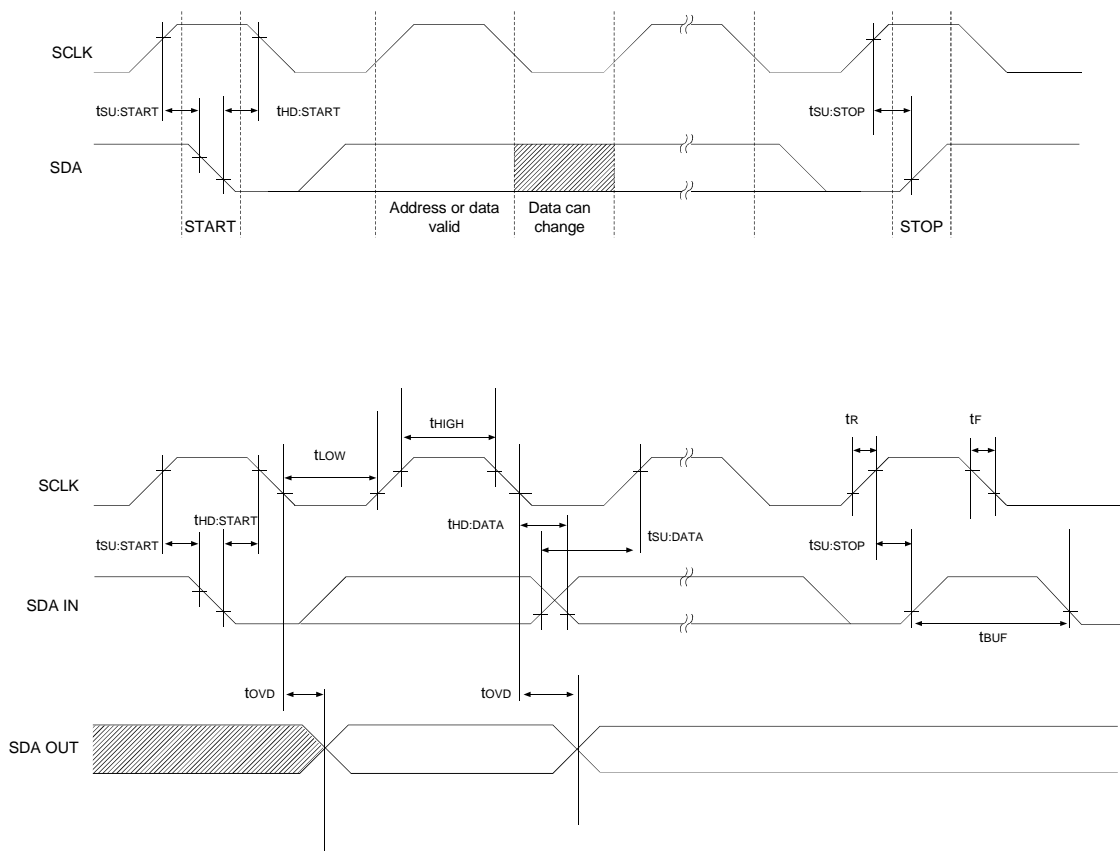 SCLK
tSU:START
tHD:START
tSU:STOP
SDA
START
Address or data
valid
Data can
change
STOP
tHIGH
tR
tF
tLOW
SCLK
tHD:START
tHD:DATA
tSU:START
tSU:DATA
tSU:STOP
SDA IN
tBUF
tOVD
tOVD
SDA OUT